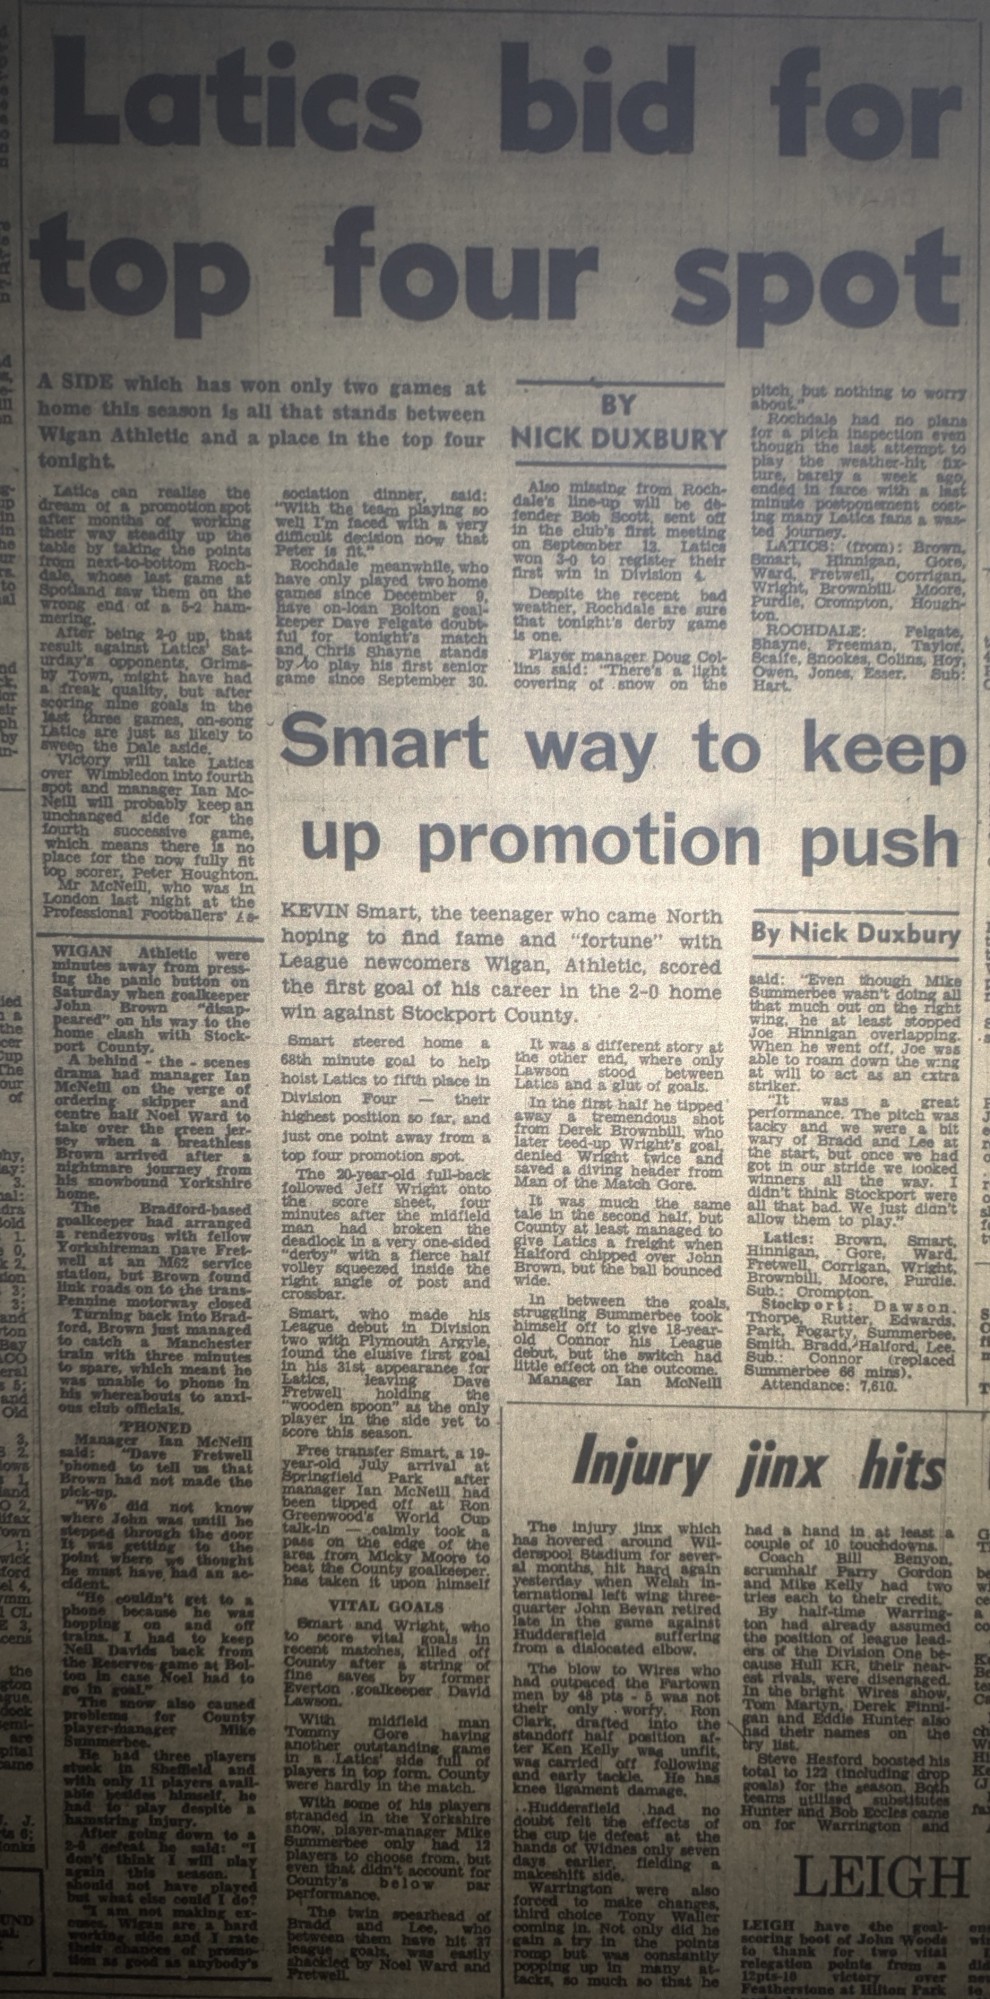 Latics bid for
top four spot
A SIDE which has won only two games at
home this season is all that stands between
Wigan Athletic and a place in the top four
tonight.
Latics can realise the
dream of a promotion spot
after months of working
their way steadily up the
table by taking the points
from next-to-bottom Roch-
dale, whose last game at
Spotland saw them on the
wrong end of a 5-2 ham-
mering.
After being 2-0 up, that
result against Latics' Sat-
urday's opponents, Grims-
by Town, might have had
a freak quality, but after
scoring nine goals in the
last three games, on-song
Latics are just as likely to
sweep the Dale aside.
Victory will take Latics
over Wimbledon into fourth
spot and manager Ian Mc-
Neill will probably keep an
unchanged side for the
fourth successive game,
which means there is no
place for the now fully fit
top scorer, Peter Houghton.
Mr McNeill, who was in
London last night at the
Professional Footballers' As-
sociation dinner, said:
"With the team playing so
well I'm faced with a very
difficult decision now that
Peter is fit."
Rochdale meanwhile, who
have only played two home
games since December 9,
have on-loan Bolton goal-
keeper Dave Felgate doubt-
ful for tonight's match
and Chris Shayne stands
by to play his first senior
game since September 30.
BY
NICK DUXBURY
Also missing from Roch-
dale's line-up will be de-
fender Bob Scott, sent off
in the club's first meeting
on September 13. Latics
won 3-0 to register their
first win in Division 4.
Despite the recent bad
weather, Rochdale are sure
that tonight's derby game
is one.
Player manager Doug Col-
lins said: "There's a light
covering of snow on the
pitch, but nothing to worry
about."
Rochdale had no plans
for a pitch inspection even
though the last attempt to
play the weather-hit fix-
ture, barely a week ago,
ended in farce with a last
minute postponement cost-
ing many Latics fans a was-
ted journey.
LATICS: (from): Brown,
Smart, Hinnigan, Gore,
Ward, Fretwell, Corrigan,
Wright, Brownbill, Moore,
Purdie, Crompton, Hough-
ton.
ROCHDALE: Felgate,
Shayne, Freeman, Taylor,
Scaife, Snookes, Colins, Hoy,
Owen, Jones, Esser. Sub:
Hart.
Smart way to keep
up promotion push
KEVIN Smart, the teenager who came North
hoping to find fame and "fortune" with
League newcomers Wigan, Athletic, scored
the first goal of his career in the 2-0 home
win against Stockport County.
By Nick Duxbury
WIGAN Athletic were
minutes away from press-
ing the panic button on
Saturday when goalkeeper
John Brown "disap-
peared" on his way to the
home clash with Stock-
port County.
A behind - the - scenes
drama had manager Ian
McNeill on the verge of
ordering skipper and
centre half Noel Ward to
take over the green jer-
sey when a breathless
Brown arrived after a
nightmare journey from
his snowbound Yorkshire
home.
The Bradford-based
goalkeeper had arranged
a rendezvous with fellow
Yorkshireman Dave Fret-
well at an M62 service
station, but Brown found
link roads on to the trans-
Pennine motorway closed
Turning back into Brad-
ford, Brown just managed
to catch a Manchester
train with three minutes
to spare, which meant he
was unable to phone in
his whereabouts to anxi-
ous club officials.
'PHONED
Manager Ian McNeill
said: "Dave Fretwell
'phoned to tell us that
Brown had not made the
pick-up.
"We did not know
where John was until he
stepped through the door
It was getting to the
point where we thought
he must have had an ac-
cident.
"He couldn't get to a
phone because he was
hopping on and off
trains. I had to keep
Neil Davids back from
the Reserves game at Bol-
ton in case Noel had to
go in goal."
The snow also caused
problems for County
player-manager Mike
Summerbee.
He had three players
stuck in Sheffield and
with only 11 players avail-
able besides himself, he
had to play despite a
hamstring injury.
After going down to a
2-0 defeat he said: "I
don't think I will play
again this season. I
should not have played
but what else could I do?
"I am not making ex-
cuses. Wigan are a hard
working side and I rate
their chances of promo-
tion as good as anybody's
Smart steered home a
68th minute goal to help
hoist Latics to fifth place in
Division Four — their
highest position so far, and
just one point away from a
top four promotion spot.
The 20-year-old full-back
followed Jeff Wright onto
the score sheet, four
minutes after the midfield
man had broken the
deadlock in a very one-sided
"derby" with a fierce half
volley squeezed inside the
right angle of post and
crossbar.
Smart, who made his
League debut in Division
two with Plymouth Argyle,
found the elusive first goal
in his 31st appearance for
Latics, leaving Dave
Fretwell holding the
"wooden spoon" as the only
player in the side yet to
score this season.
Free transfer Smart, a 19-
year-old July arrival at
Springfield Park after
manager Ian McNeill had
been tipped off at Ron
Greenwood's World Cup
talk-in — calmly took a
pass on the edge of the
area from Micky Moore to
beat the County goalkeeper.
has taken it upon himself
VITAL GOALS
Smart and Wright, who
to score vital goals in
recent matches, killed off
County after a string of
fine saves by former
Everton goalkeeper David
Lawson.
With midfield man
Tommy Gore having
another outstanding game
in a Latics' side full of
players in top form. County
were hardly in the match.
With some of his players
stranded in the Yorkshire
snow, player-manager Mike
Summerbee only had 12
players to choose from, but
even that didn't account for
County's below par
performance.
The twin spearhead of
Bradd and Lee, who
between them have hit 37
league goals, was easily
shackled by Noel Ward and
Fretwell.
It was a different story at
the other end, where only
Lawson stood between
Latics and a glut of goals.
In the first half he tipped
away a tremendous shot
from Derek Brownbill, who
later teed-up Wright's goal,
denied Wright twice and
saved a diving header from
Man of the Match Gore.
It was much the same
tale in the second half, but
County at least managed to
give Latics a freight when
Halford chipped over John
Brown, but the ball bounced
wide.
In between the goals,
struggling Summerbee took
himself off to give 18-year-
old Connor his League
debut, but the switch had
little effect on the outcome.
Manager Ian McNeill
said: "Even though Mike
Summerbee wasn't doing all
that much out on the right
wing, he at least stopped
Joe Hinnigan overlapping.
When he went off, Joe was
able to roam down the wing
at will to act as an extra
striker.
"It was a great
performance. The pitch was
tacky and we were a bit
wary of Bradd and Lee at
the start, but once we had
got in our stride we looked
winners all the way. I
didn't think Stockport were
all that bad. We just didn't
allow them to play."
Latics: Brown, Smart,
Hinnigan, Gore, Ward,
Fretwell, Corrigan, Wright,
Brownbill, Moore, Purdie.
Sub.: Crompton.
Stockport: Dawson.
Thorpe, Rutter, Edwards,
Park, Fogarty, Summerbee,
Smith, Bradd, Halford, Lee.
Sub.: Connor (replaced
Summerbee 66 mins).
Attendance: 7,610.
Injury jinx hits
The injury jinx which
has hovered around Wil-
derspool Stadium for sever-
al months, hit hard again
yesterday when Welsh in-
ternational left wing three-
quarter John Bevan retired
late in the game against
Huddersfield suffering
from a dislocated elbow.
The blow to Wires who
had outpaced the Fartown
men by 48 pts - 5 was not
their only worry. Ron
Clark, drafted into the
standoff half position af-
ter Ken Kelly was unfit,
was carried off following
and early tackle. He has
knee ligament damage.
Huddersfield had no
doubt felt the effects of
the cup tie defeat at the
hands of Widnes only seven
days earlier, fielding a
makeshift side.
Warrington were also
forced to make changes,
third choice Tony Waller
coming in. Not only did he
gain a try in the points
romp but was constantly
popping up in many at-
tacks, so much so that he
had a hand in at least a
couple of 10 touchdowns.
Coach Bill Benyon,
scrumhalf Parry Gordon
and Mike Kelly had two
tries each to their credit.
By half-time Warring-
ton had already assumed
the position of league lead-
ers of the Division One be-
cause Hull KR, their near-
est rivals, were disengaged.
In the bright Wires show,
Tom Martyn, Derek Finni-
gan and Eddie Hunter also
had their names on the
try list.
Steve Hesford boosted his
total to 122 (including drop
goals) for the season. Both
teams utilised substitutes
Hunter and Bob Eccles came
on for Warrington and
LEIGH
LEIGH have the goal-
scoring boot of John Woods
to thank for two vital
relegation points from a
12pts-10 victory over
Featherstone at Hilton Park